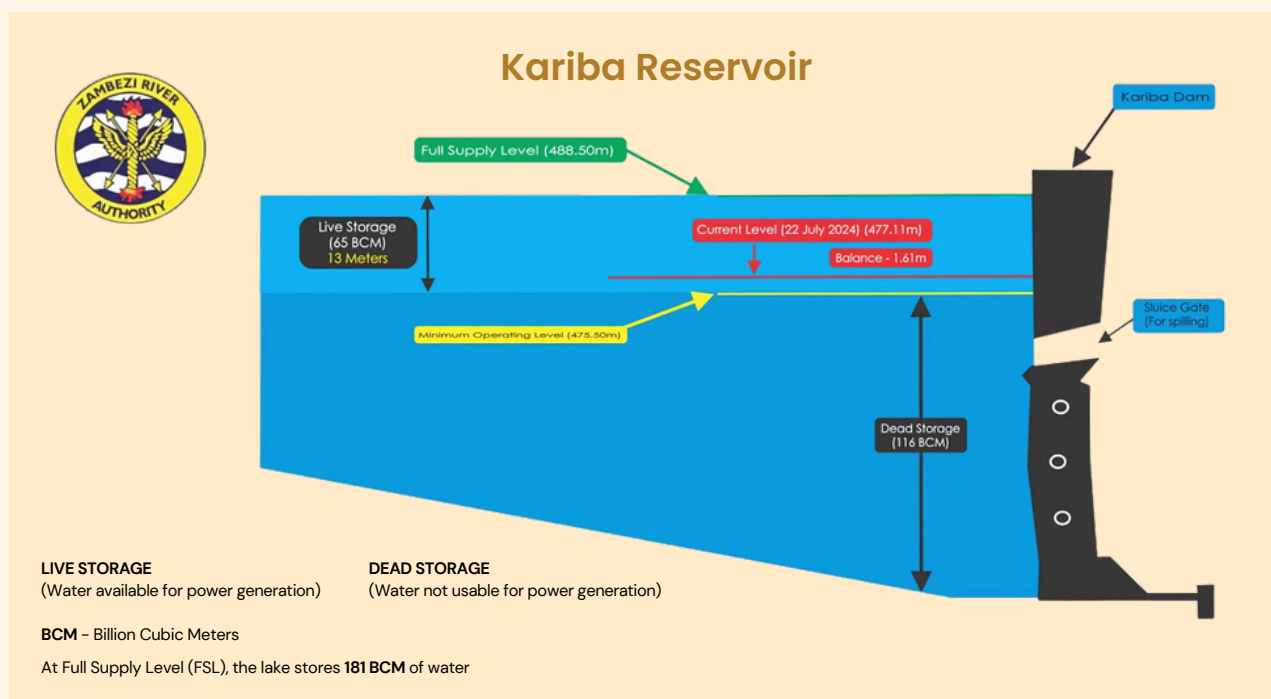 Kariba Reservoir
ZAMBEZI RIVER
AUTHORITY
Kariba Dam
Full Supply Level (488.50m)
Live Storage
(65 BCM)
13 Meters
Current Level (22 July 2024) (477.11m)
Balance - 1.61m
Sluice Gate
(For spilling)
Minimum Operating Level (475.50m)
Dead Storage
(116 BCM)
LIVE STORAGE
(Water available for power generation)
DEAD STORAGE
(Water not usable for power generation)
BCM - Billion Cubic Meters
At Full Supply Level (FSL), the lake stores 181 BCM of water